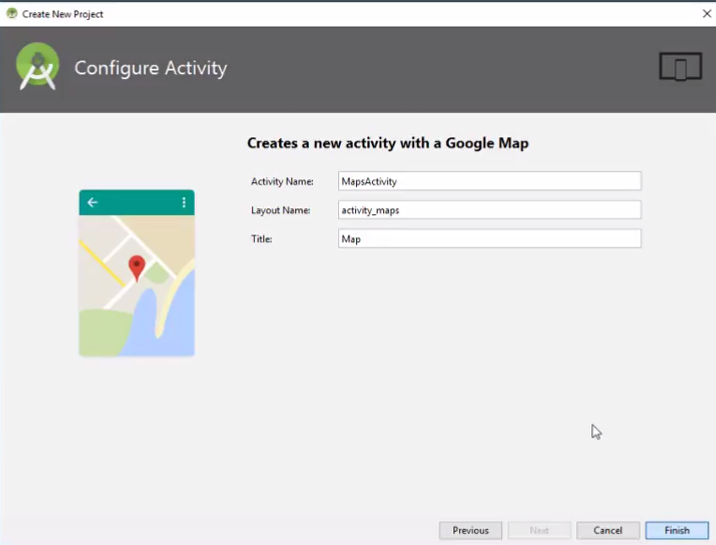 Create New Project
Configure Activity
Creates a new activity with a Google Map
Activity Name: MapsActivity
Layout Name: activity_maps
Title: Map
Previous Next Cancel Finish